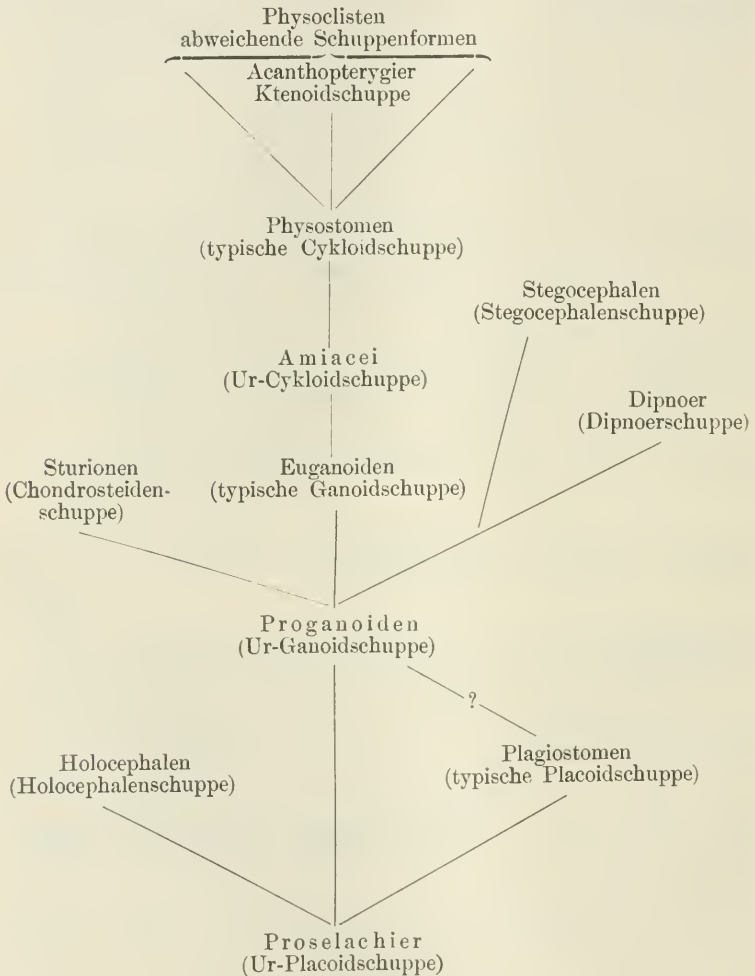 Physoclisten
abweichende Schuppenformen
Acanthopterygier
Ktenoidschuppe
Physostomen
(typische Cykloidschuppe)
Stegocephalen
(Stegocephalenschuppe)
Amiacei
(Ur-Cykloidschuppe)
Dipnoer
(Dipnoerschuppe)
Sturionen
(Chondrosteiden-
schuppe)
Euganoiden
(typische Ganoidschuppe)
Proganoiden
(Ur-Ganoidschuppe)
?
Holocephalen
(Holocephalenschuppe)
Plagiostomen
(typische Placoidschuppe)
Proselachier
(Ur-Placoidschuppe)